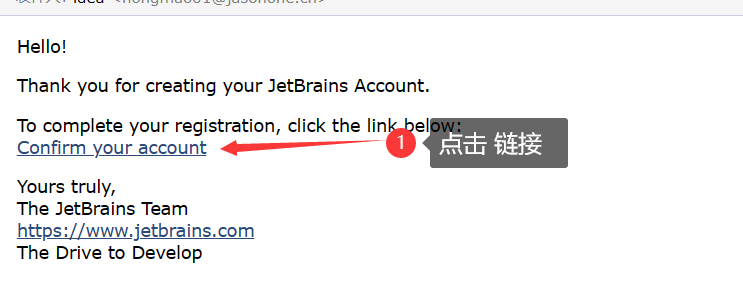 idea <hongmao01@jasonone.cn>
Hello!
Thank you for creating your JetBrains Account.
To complete your registration, click the link below:
Confirm your account
1 点击 链接
Yours truly,
The JetBrains Team
https://www.jetbrains.com
The Drive to Develop